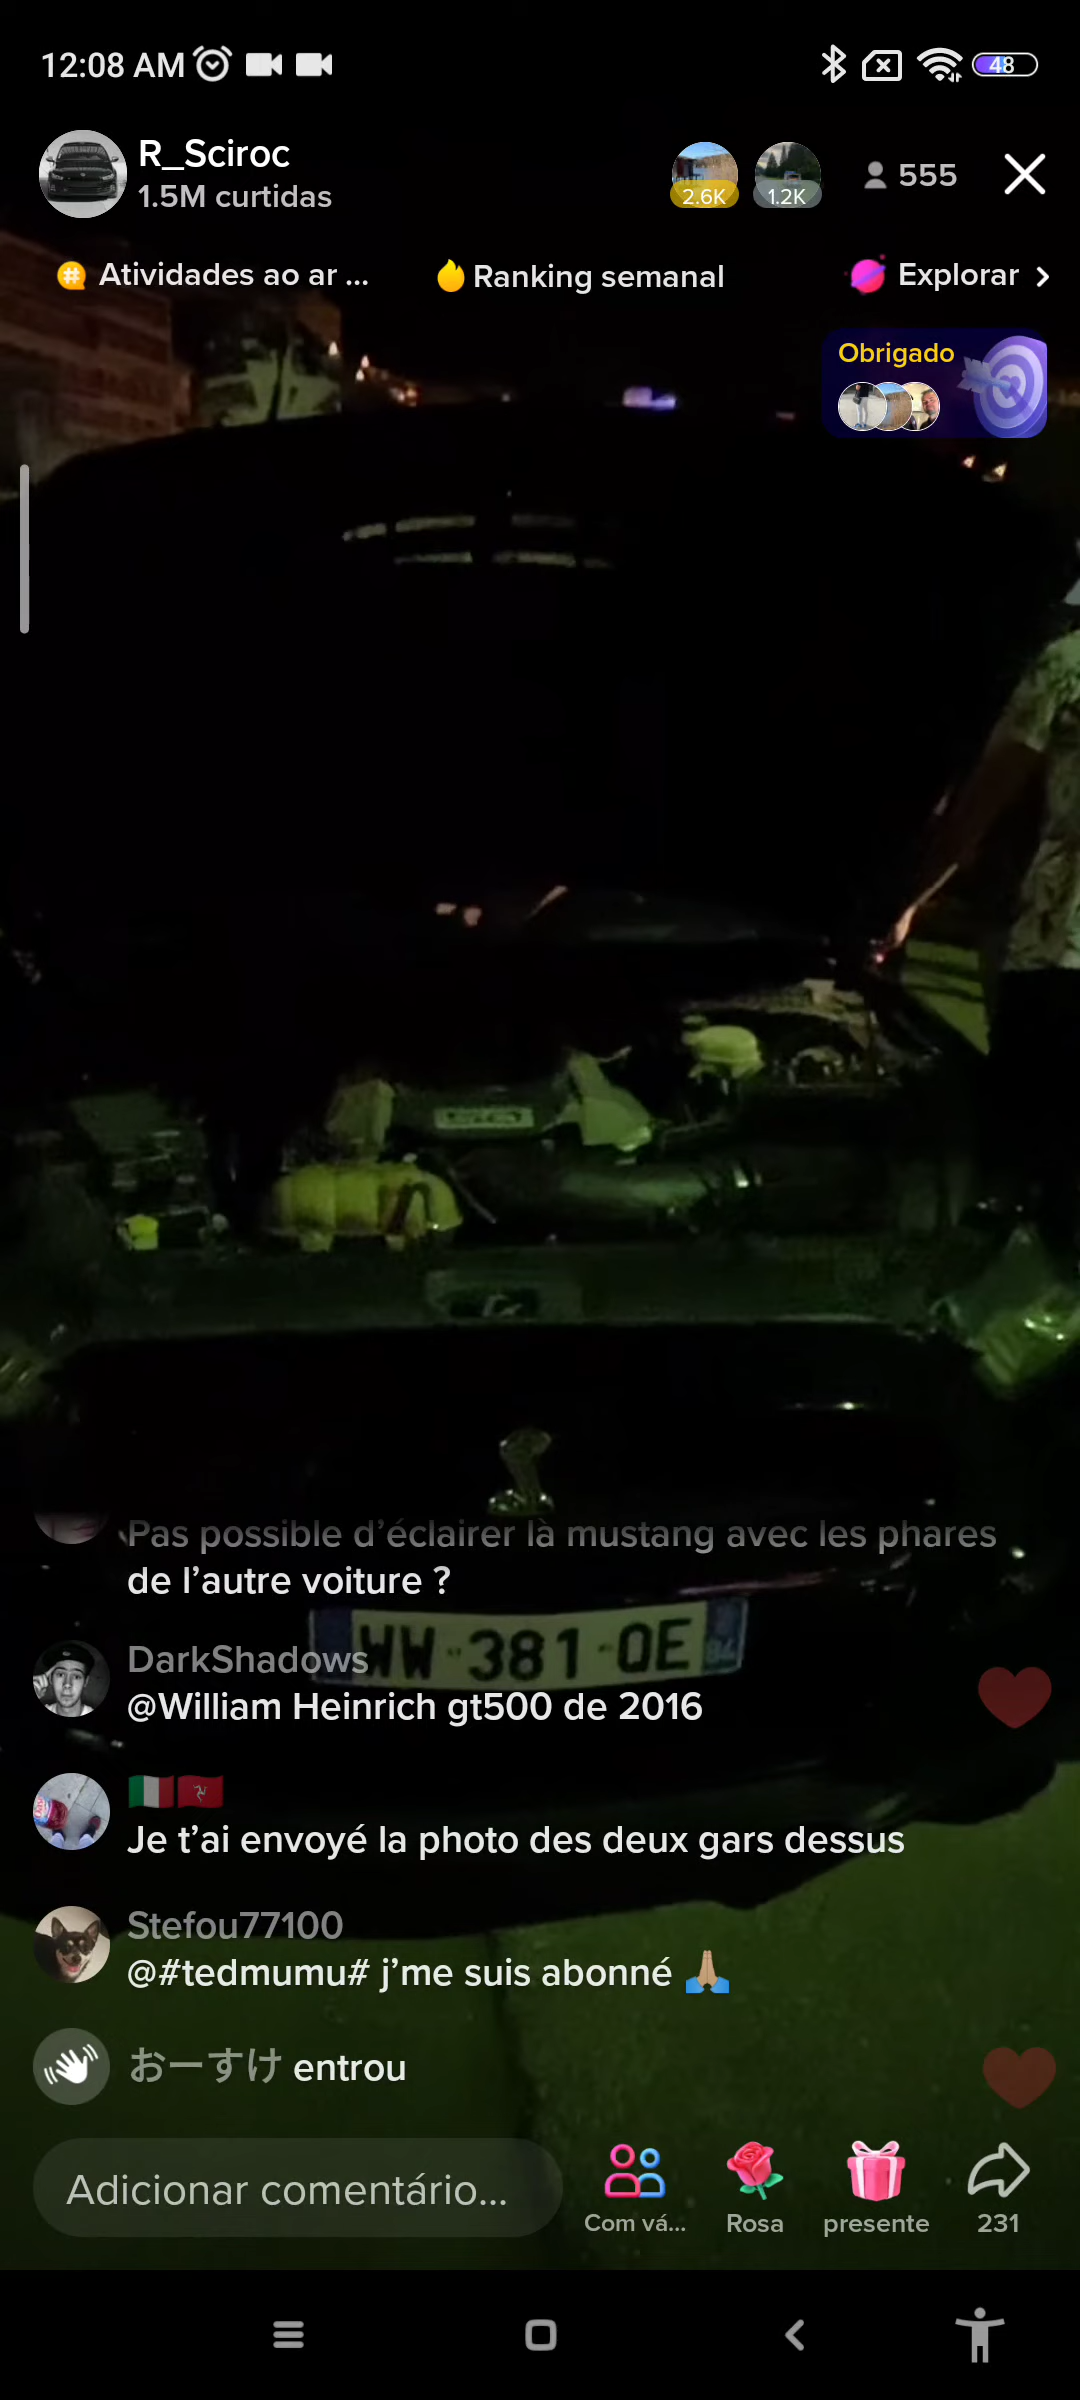 12:08 AM
48
R_Sciroc
1.5M curtidas
2.6K
1.2K
555
Atividades ao ar ...
Ranking semanal
Explorar
Obrigado
Pas possible d’éclairer là mustang avec les phares
de l’autre voiture ?
WW-381-QE
84
DarkShadows
@William Heinrich gt500 de 2016
Je t’ai envoyé la photo des deux gars dessus
Stefou77100
@#tedmumu# j’me suis abonné 🙏🏽
おーすけ entrou
Adicionar comentário...
Com vá...
Rosa
presente
231